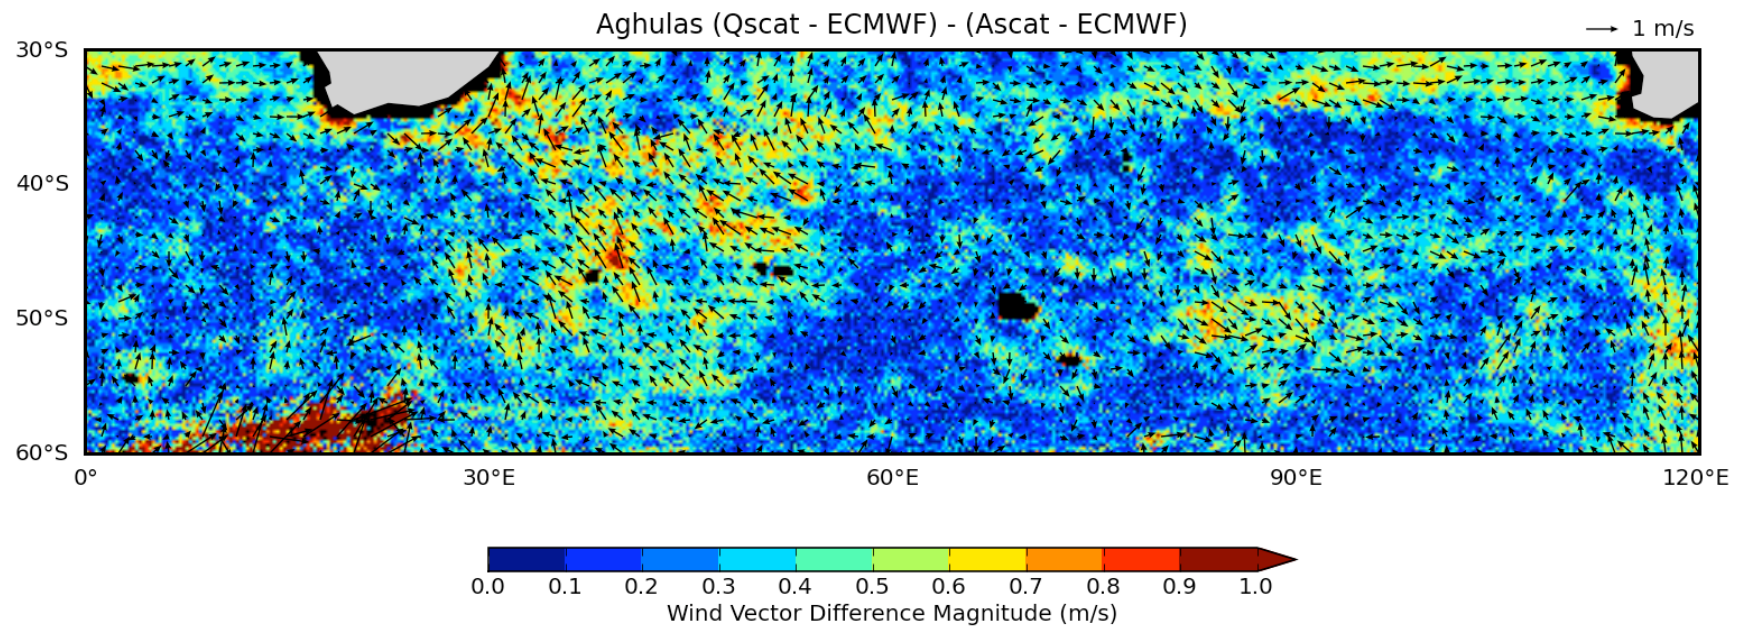 Aghulas (Qscat - ECMWF) - (Ascat - ECMWF)
1 m/s
30°S
40°S
50°S
60°S
0° 30°E 60°E 90°E 120°E
0.0 0.1 0.2 0.3 0.4 0.5 0.6 0.7 0.8 0.9 1.0
Wind Vector Difference Magnitude (m/s)